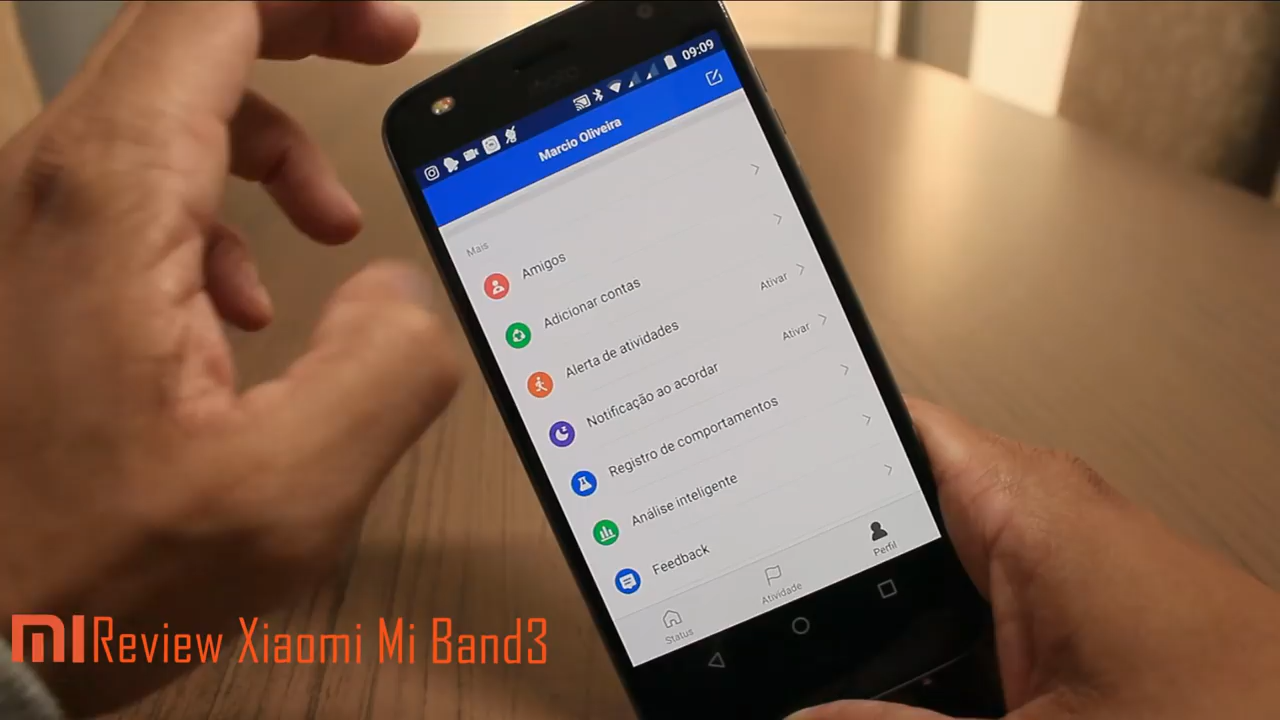 09:09
Marcio Oliveira
Mais
Amigos
Adicionar contas
Alerta de atividades Ativar
Notificação ao acordar Ativar
Registro de comportamentos
Análise inteligente
Feedback
Status Atividade Perfil
MI Review Xiaomi Mi Band3